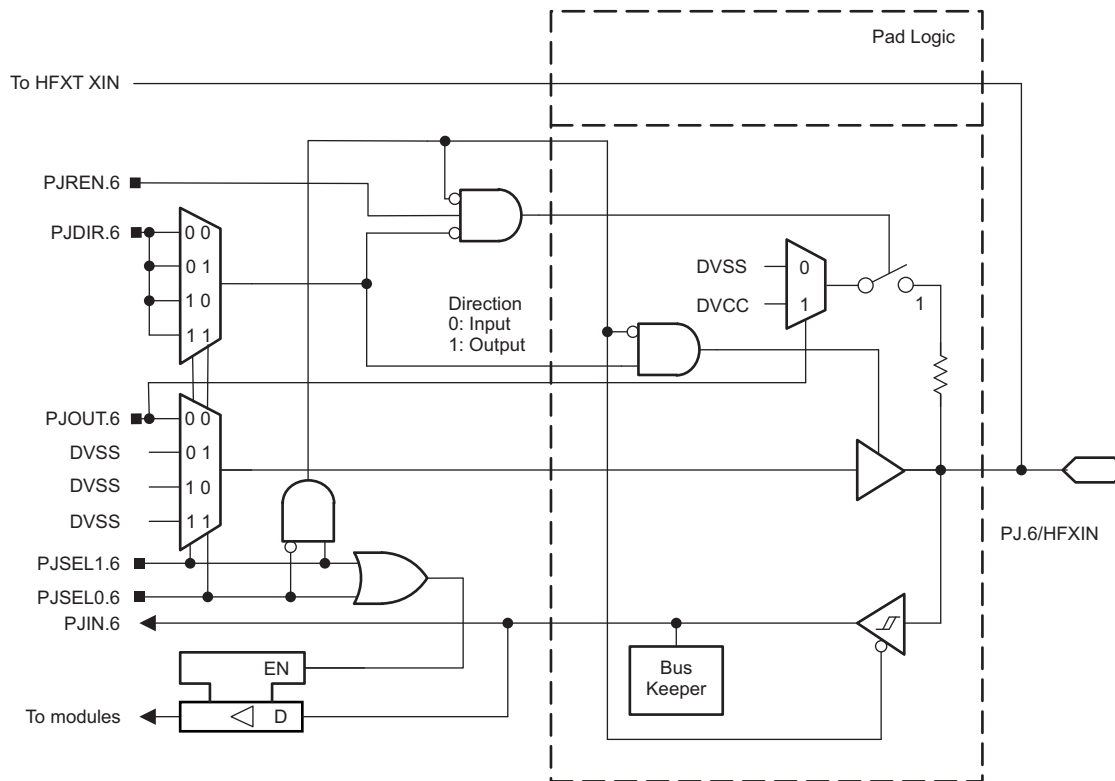 Pad Logic
To HFXT XIN
PJREN.6
PJDIR.6
0 0
0 1
1 0
1 1
Direction
0: Input
1: Output
DVSS
0
DVCC
1
1
PJOUT.6
0 0
DVSS
0 1
DVSS
1 0
DVSS
1 1
PJ.6/HFXIN
PJSEL1.6
PJSEL0.6
PJIN.6
EN
Bus
Keeper
To modules
D